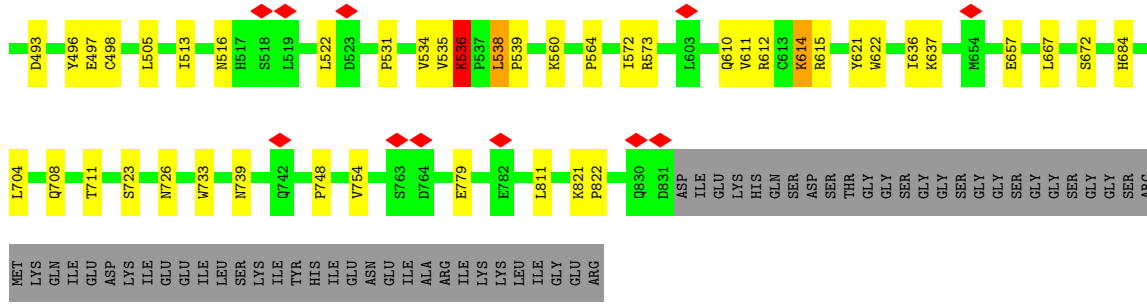 D493 Y496 E497 C498 L505 I513 N516 H517 S518 L519 L522 D523 P531 V534 V535 K536 P537 L538 P539 K560 P564 I572 R573 L603 Q610 V611 R612 C613 K614 R615 Y621 W622 I636 K637 M654 E657 L667 S672 H684
L704 Q708 T711 S723 N726 W733 N739 Q742 P748 V754 S763 D764 E779 E782 L811 K821 P822 Q830 D831 ASP ILE GLU LYS HIS GLN SER ASP SER THR GLY GLY SER GLY GLY GLY SER GLY GLY SER GLY GLY SER
MET LYS GLN ILE GLU ASP LYS ILE GLU GLU ILE LEU SER LYS ILE TYR HIS ILE GLU ASN GLU ILE ALA ARG ILE LYS LYS LEU ILE GLY GLU ARG